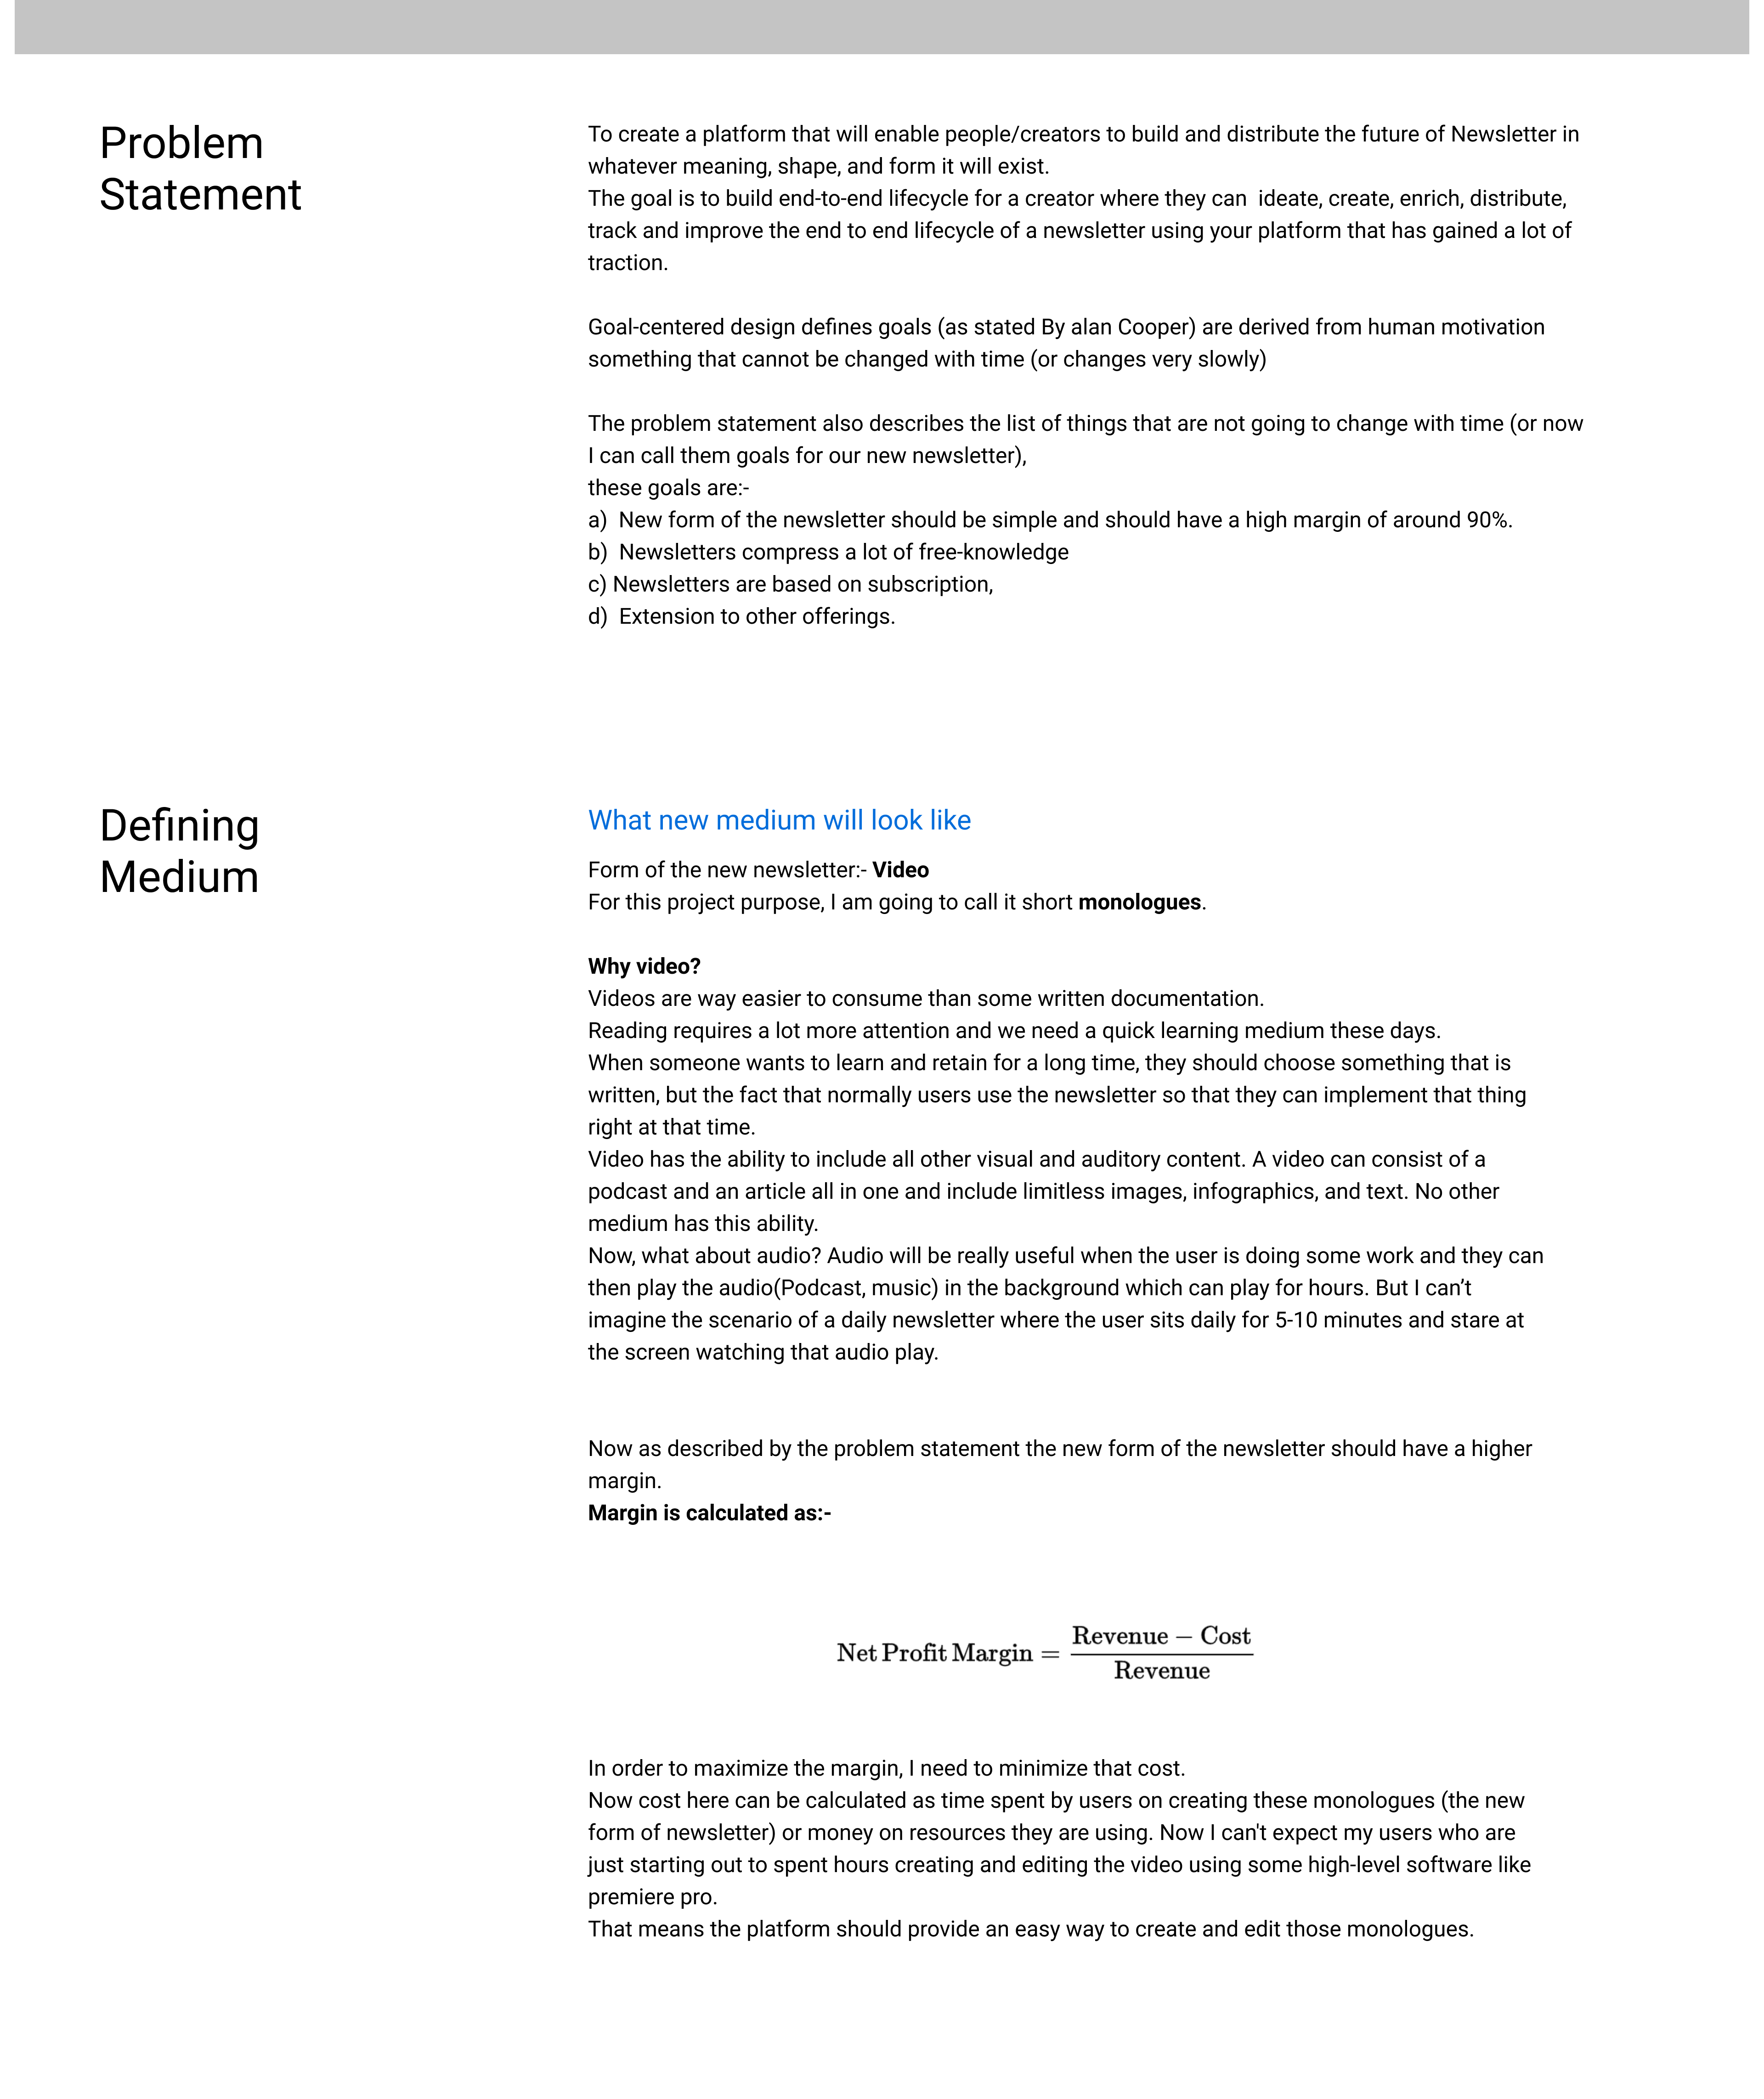 Problem
Statement
To create a platform that will enable people/creators to build and distribute the future of Newsletter in
whatever meaning, shape, and form it will exist.
The goal is to build end-to-end lifecycle for a creator where they can  ideate, create, enrich, distribute,
track and improve the end to end lifecycle of a newsletter using your platform that has gained a lot of
traction.
Goal-centered design defines goals (as stated By alan Cooper) are derived from human motivation
something that cannot be changed with time (or changes very slowly)
The problem statement also describes the list of things that are not going to change with time (or now
I can call them goals for our new newsletter),
these goals are:-
a)  New form of the newsletter should be simple and should have a high margin of around 90%.
b)  Newsletters compress a lot of free-knowledge
c) Newsletters are based on subscription,
d)  Extension to other offerings.
Defining
Medium
What new medium will look like
Form of the new newsletter:- Video
For this project purpose, I am going to call it short monologues.
Why video?
Videos are way easier to consume than some written documentation.
Reading requires a lot more attention and we need a quick learning medium these days.
When someone wants to learn and retain for a long time, they should choose something that is
written, but the fact that normally users use the newsletter so that they can implement that thing
right at that time.
Video has the ability to include all other visual and auditory content. A video can consist of a
podcast and an article all in one and include limitless images, infographics, and text. No other
medium has this ability.
Now, what about audio? Audio will be really useful when the user is doing some work and they can
then play the audio(Podcast, music) in the background which can play for hours. But I can’t
imagine the scenario of a daily newsletter where the user sits daily for 5-10 minutes and stare at
the screen watching that audio play.
Now as described by the problem statement the new form of the newsletter should have a higher
margin.
Margin is calculated as:-
Net Profit Margin = Revenue − Cost
Revenue
In order to maximize the margin, I need to minimize that cost.
Now cost here can be calculated as time spent by users on creating these monologues (the new
form of newsletter) or money on resources they are using. Now I can't expect my users who are
just starting out to spent hours creating and editing the video using some high-level software like
premiere pro.
That means the platform should provide an easy way to create and edit those monologues.